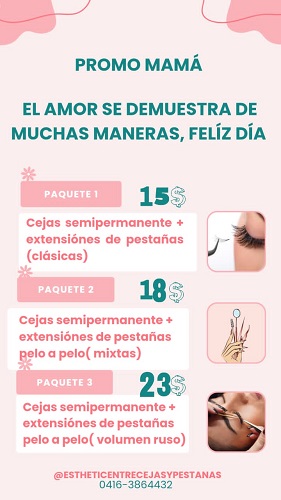 PROMO MAMÁ
EL AMOR SE DEMUESTRA DE
MUCHAS MANERAS, FELÍZ DÍA
PAQUETE 1
15$
Cejas semipermanente +
extensiónes de pestañas
(clásicas)
PAQUETE 2
18$
Cejas semipermanente +
extensiónes de pestañas
pelo a pelo( mixtas)
PAQUETE 3
23$
Cejas semipermanente +
extensiónes de pestañas
pelo a pelo( volumen ruso)
@ESTHETICENTRECEJASYPESTANAS
0416-3864432